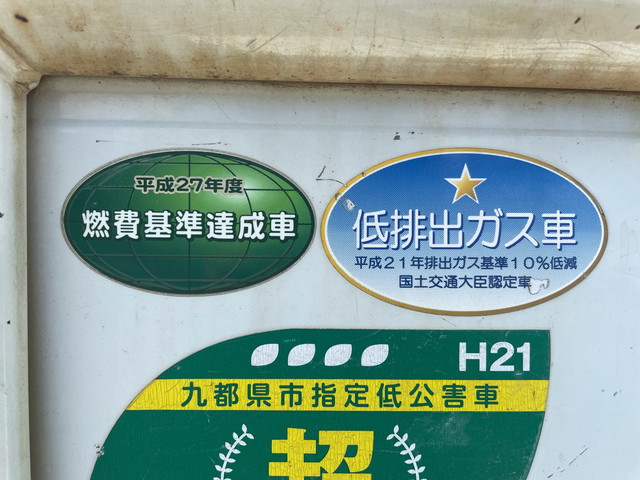 平成27年度
燃費基準達成車
低排出ガス車
平成21年排出ガス基準10%低減
国土交通大臣認定車
H21
九都県市指定低公害車
超